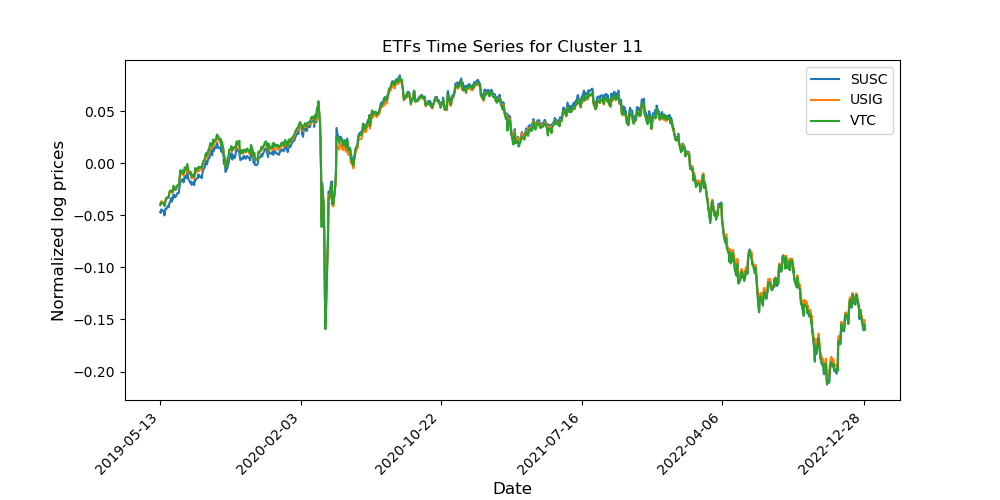 ETFs Time Series for Cluster 11
SUSC
USIG
VTC
Normalized log prices
0.05
0.00
−0.05
−0.10
−0.15
−0.20
2019-05-13
2020-02-03
2020-10-22
2021-07-16
2022-04-06
2022-12-28
Date